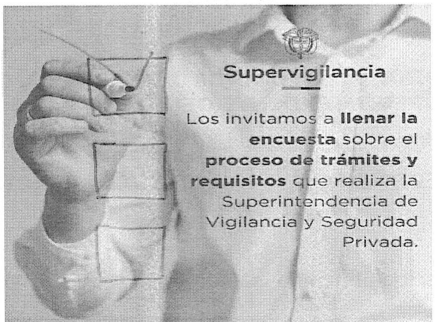 Supervigilancia
Los invitamos a llenar la
encuesta sobre el
proceso de trámites y
requisitos que realiza la
Superintendencia de
Vigilancia y Seguridad
Privada.